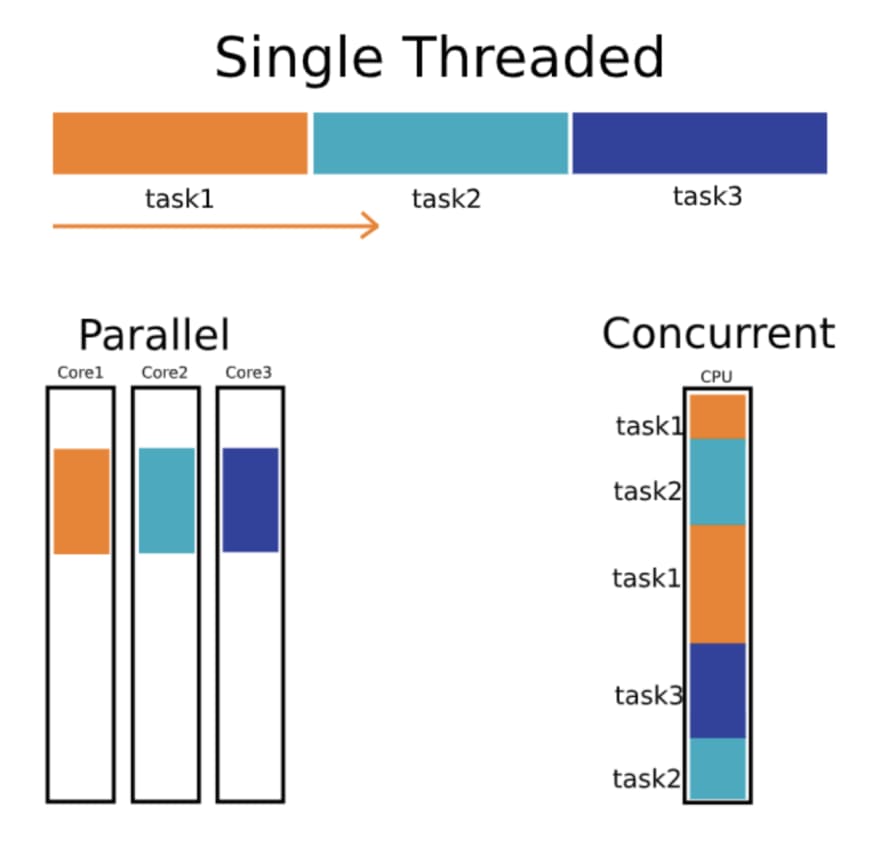 Single Threaded
task1 task2 task3
Parallel
Core1 Core2 Core3
Concurrent
CPU
task1
task2
task1
task3
task2